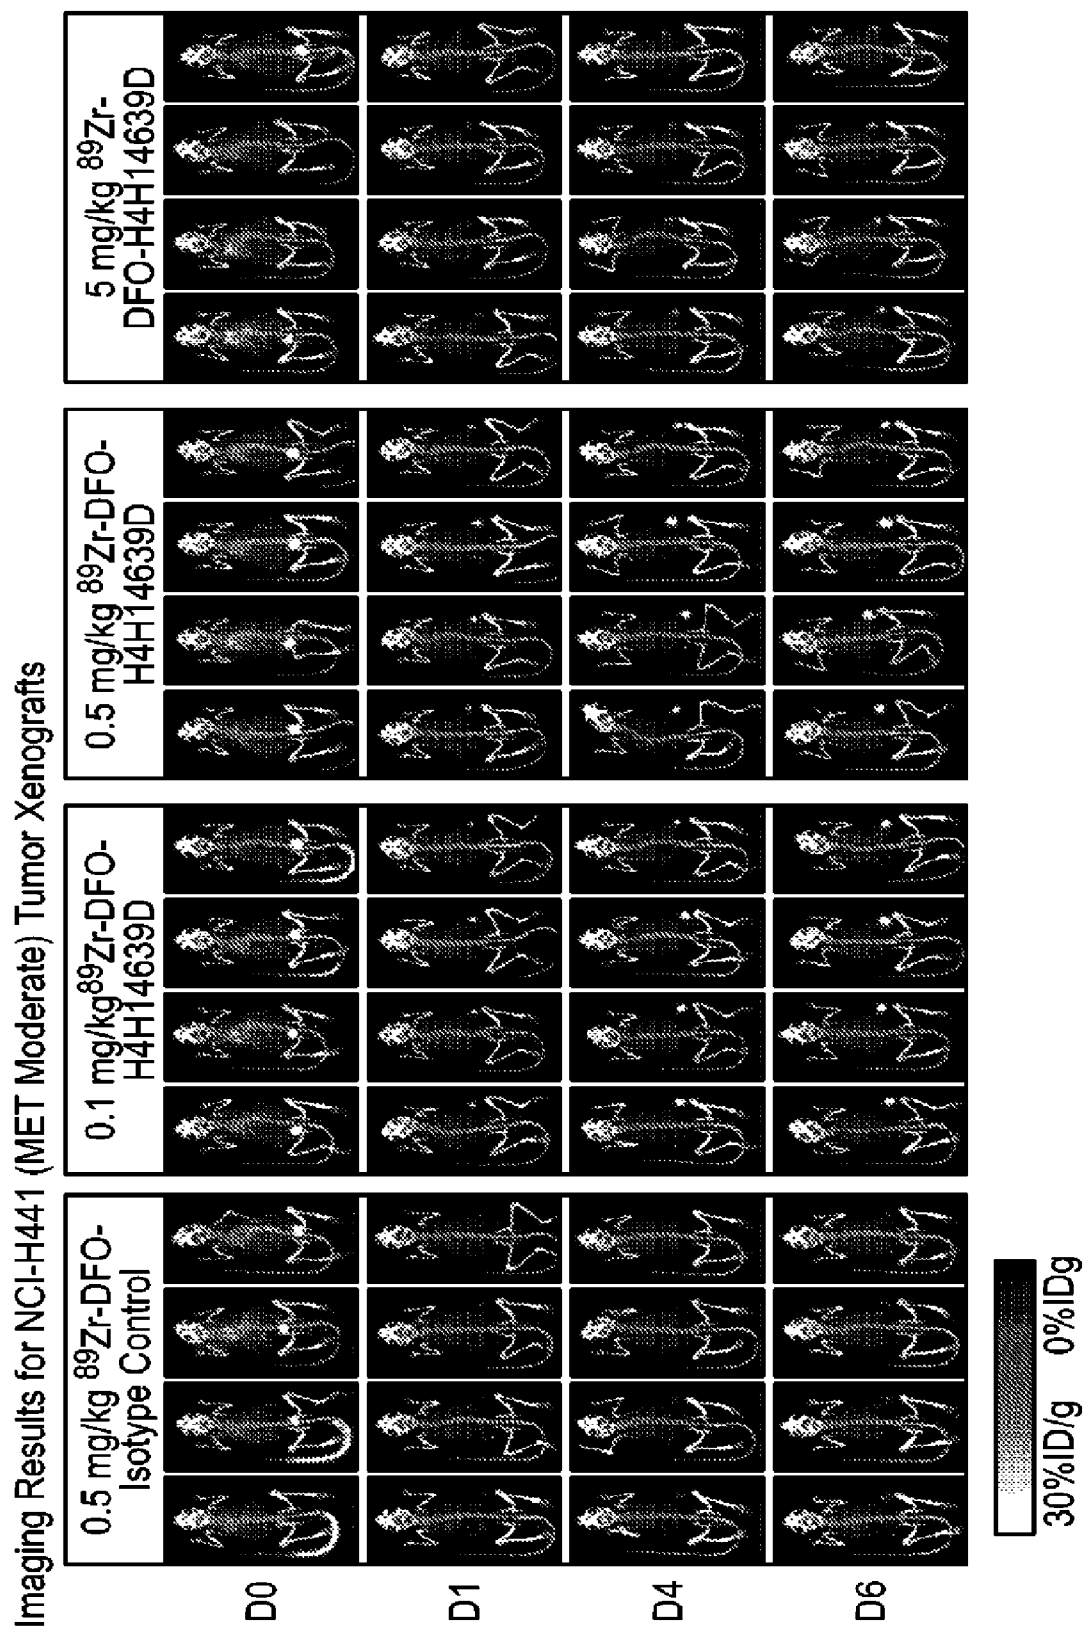 Imaging Results for NCI-H441 (MET Moderate) Tumor Xenografts
0.5 mg/kg 89Zr-DFO-
Isotype Control
0.1 mg/kg89Zr-DFO-
H4H14639D
0.5 mg/kg 89Zr-DFO-
H4H14639D
5 mg/kg 89Zr-
DFO-H4H14639D
D0
D1
D4
D6
30%ID/g
0%IDg